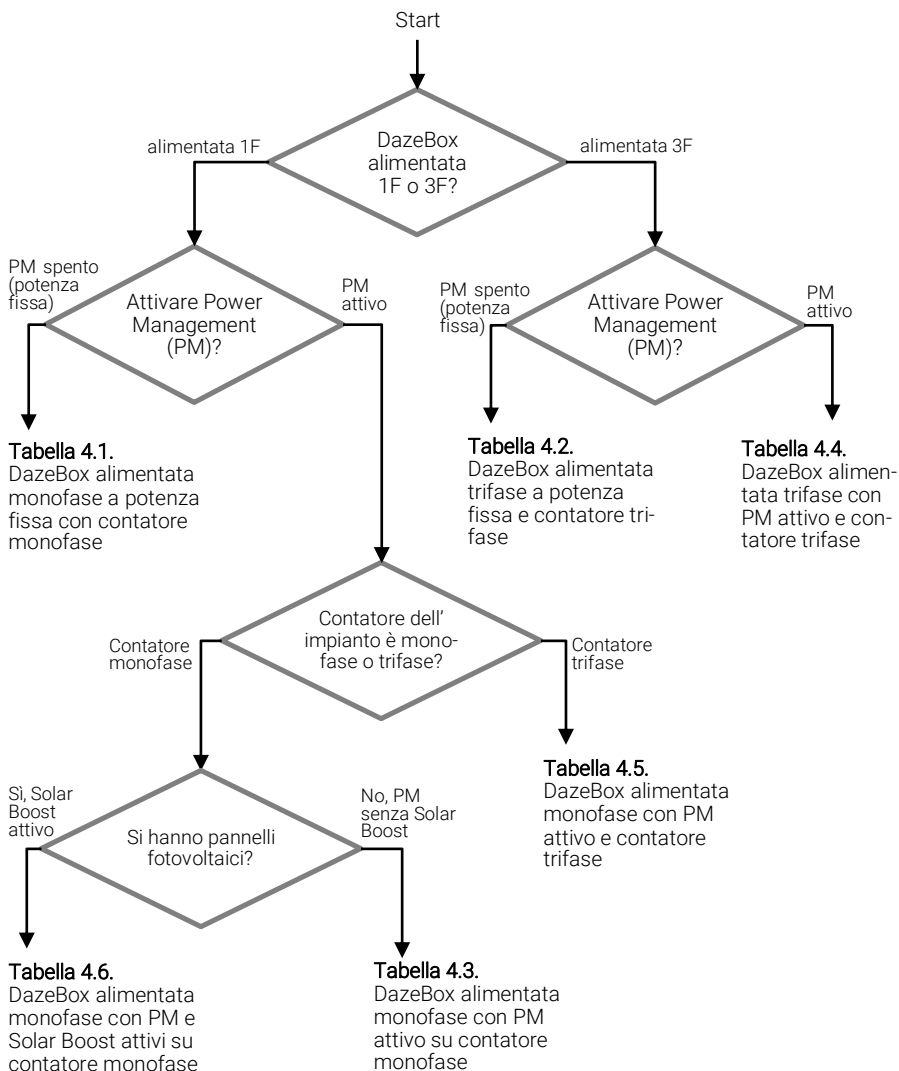 Start
DazeBox
alimentata
1F o 3F?
alimentata 1F
alimentata 3F
PM spento
(potenza
fissa)
Attivare Power
Management
(PM)?
PM
attivo
PM spento
(potenza
fissa)
Attivare Power
Management
(PM)?
PM
attivo
Tabella 4.1.
DazeBox alimentata
monofase a potenza
fissa con contatore
monofase
Tabella 4.2.
DazeBox alimentata
trifase a potenza
fissa e contatore tri-
fase
Tabella 4.4.
DazeBox alimen-
tata trifase con
PM attivo e con-
tatore trifase
Contatore dell'
impianto è mono-
fase o trifase?
Contatore
monofase
Contatore
trifase
Tabella 4.5.
DazeBox alimentata
monofase con PM
attivo e contatore
trifase
Sì, Solar
Boost
attivo
Si hanno pannelli
fotovoltaici?
No, PM
senza Solar
Boost
Tabella 4.6.
DazeBox alimentata
monofase con PM e
Solar Boost attivi su
contatore monofase
Tabella 4.3.
DazeBox alimentata
monofase con PM
attivo su contatore
monofase